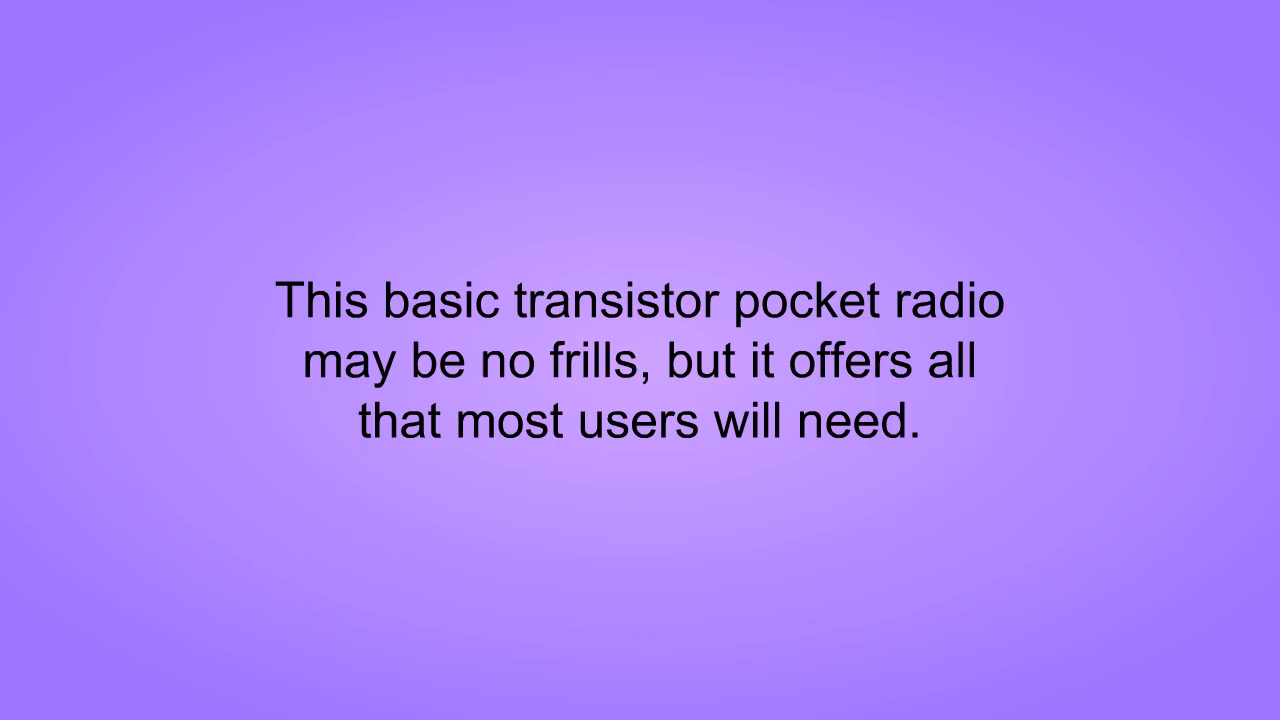 This basic transistor pocket radio
may be no frills, but it offers all
that most users will need.